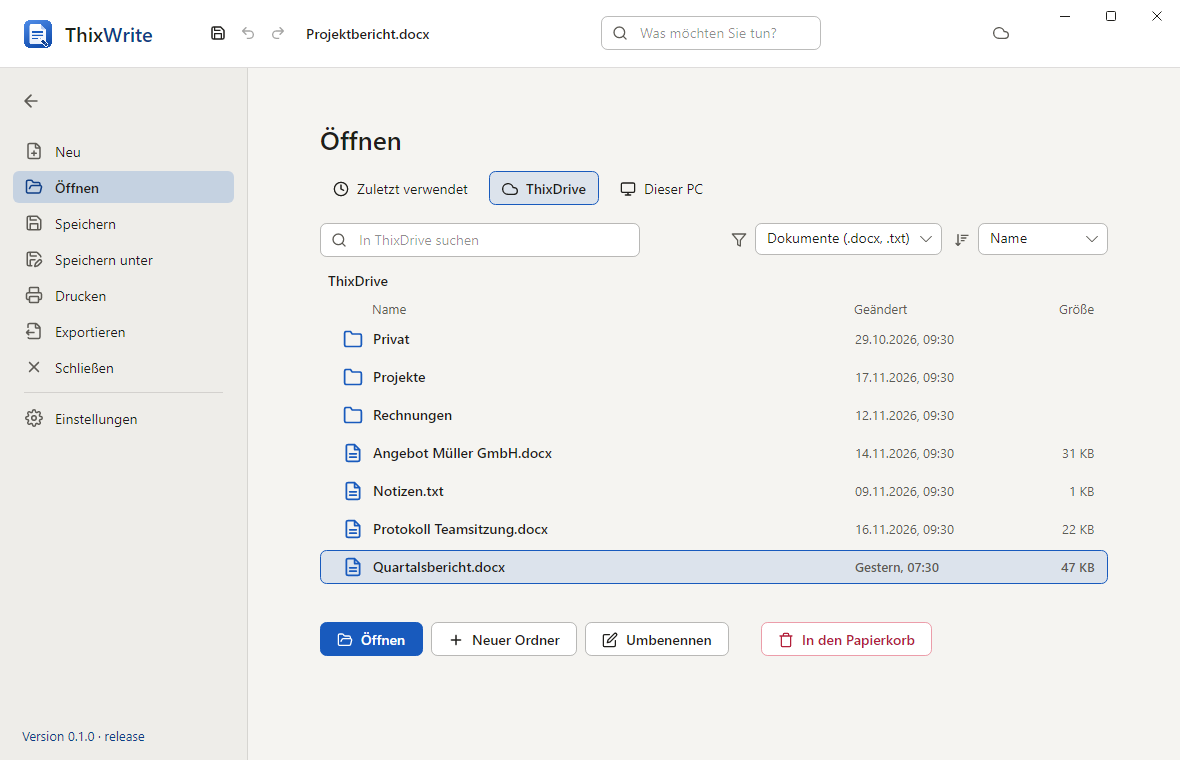 ThixWrite
Projektbericht.docx
Was möchten Sie tun?
Neu
Öffnen
Speichern
Speichern unter
Drucken
Exportieren
Schließen
Einstellungen
Version 0.1.0 · release
Öffnen
Zuletzt verwendet ThixDrive Dieser PC
In ThixDrive suchen Dokumente (.docx, .txt) Name
ThixDrive
Name Geändert Größe
Privat 29.10.2026, 09:30
Projekte 17.11.2026, 09:30
Rechnungen 12.11.2026, 09:30
Angebot Müller GmbH.docx 14.11.2026, 09:30 31 KB
Notizen.txt 09.11.2026, 09:30 1 KB
Protokoll Teamsitzung.docx 16.11.2026, 09:30 22 KB
Quartalsbericht.docx Gestern, 07:30 47 KB
Öffnen Neuer Ordner Umbenennen In den Papierkorb